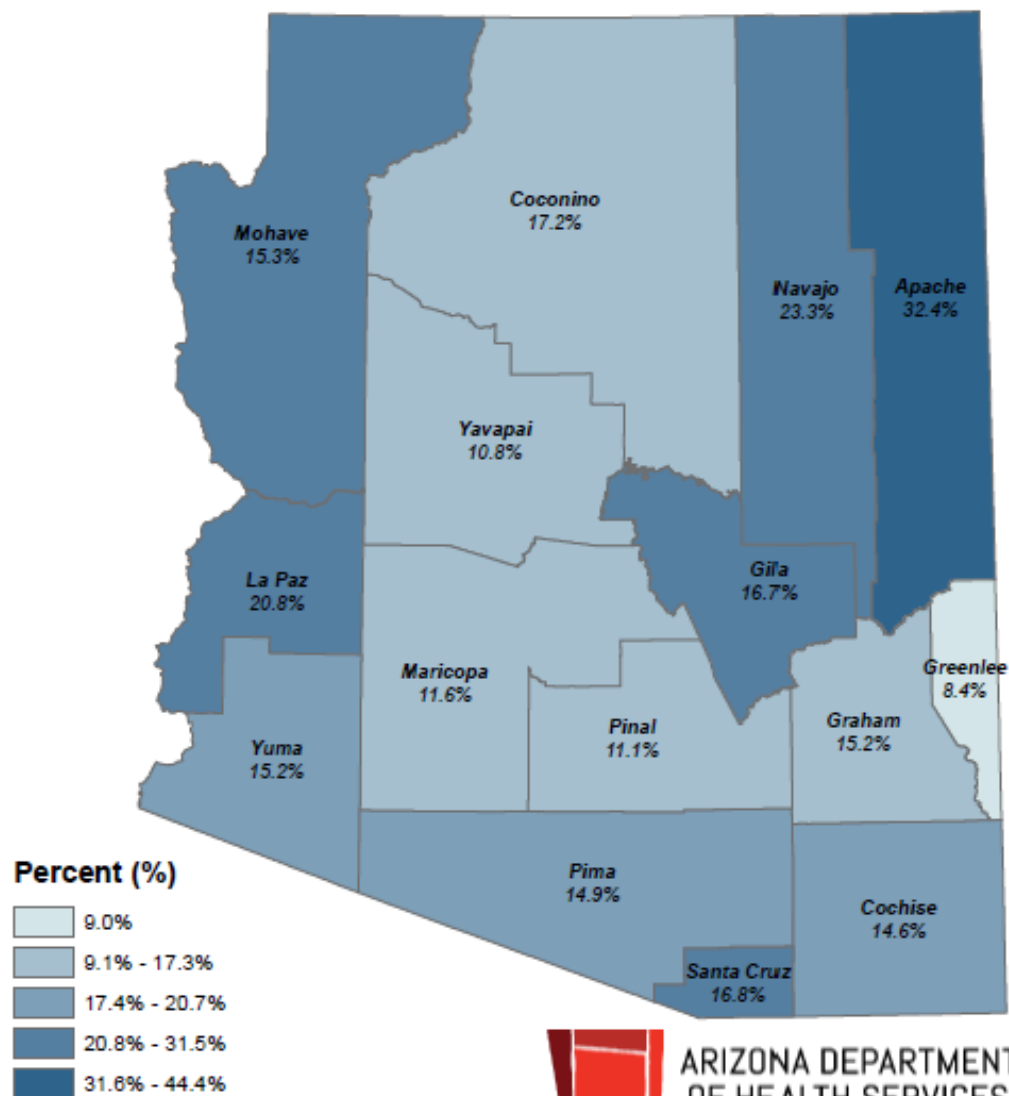 Coconino
17.2%
Mohave
15.3%
Navajo
23.3%
Apache
32.4%
Yavapai
10.8%
La Paz
20.8%
Gila
16.7%
Maricopa
11.6%
Greenlee
8.4%
Pinal
11.1%
Graham
15.2%
Yuma
15.2%
Pima
14.9%
Cochise
14.6%
Santa Cruz
16.8%
Percent (%)
9.0%
9.1% - 17.3%
17.4% - 20.7%
20.8% - 31.5%
31.6% - 44.4%
ARIZONA DEPARTMENT
OF HEALTH SERVICES